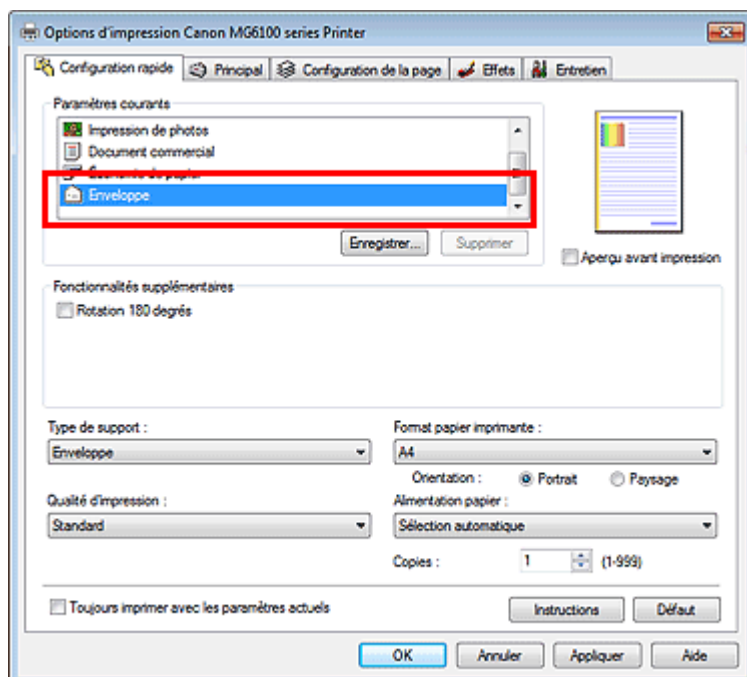 Options d'impression Canon MG6100 series Printer
Configuration rapide Principal Configuration de la page Effets Entretien
Paramètres courants
Impression de photos
Document commercial
Enveloppe
Enregistrer... Supprimer
Aperçu avant impression
Fonctionnalités supplémentaires
Rotation 180 degrés
Type de support : Format papier imprimante :
Enveloppe A4
Orientation : Portrait Paysage
Qualité d'impression : Alimentation papier :
Standard Sélection automatique
Copies : 1 (1-999)
Toujours imprimer avec les paramètres actuels Instructions Défaut
OK Annuler Appliquer Aide